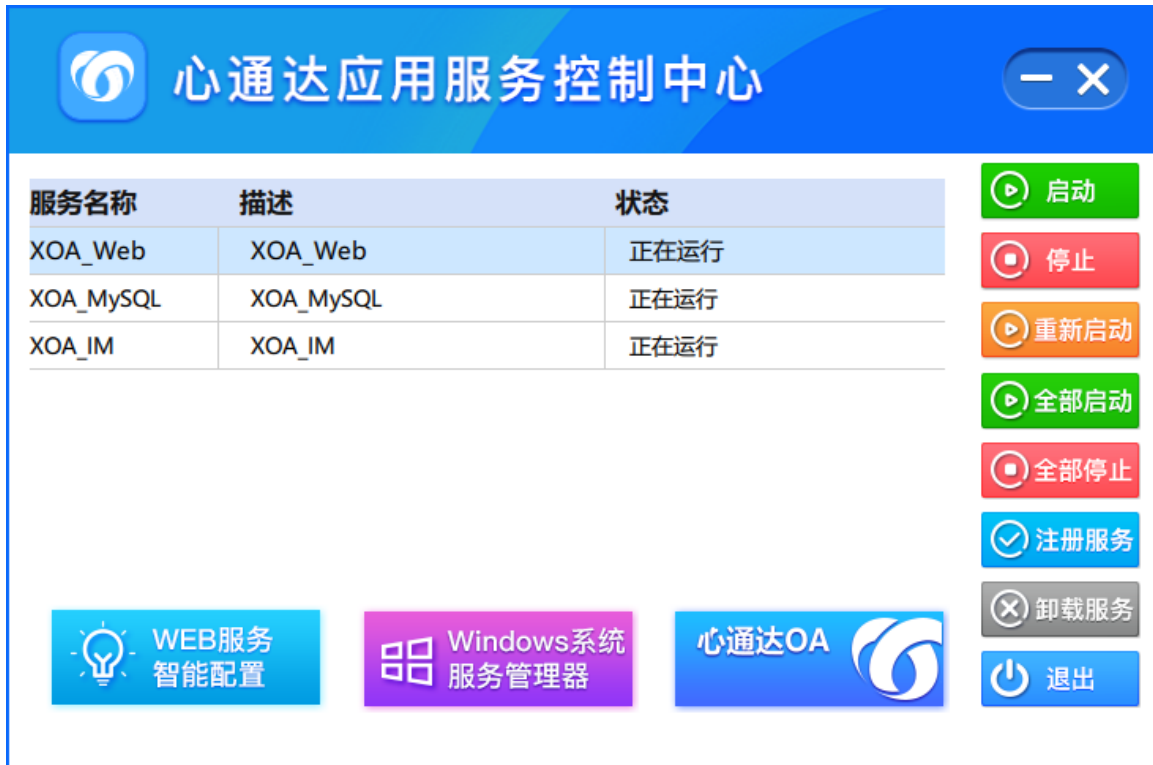 心通达应用服务控制中心
服务名称 描述 状态
XOA_Web XOA_Web 正在运行
XOA_MySQL XOA_MySQL 正在运行
XOA_IM XOA_IM 正在运行
启动
停止
重新启动
全部启动
全部停止
注册服务
卸载服务
退出
WEB服务
智能配置
Windows系统
服务管理器
心通达OA